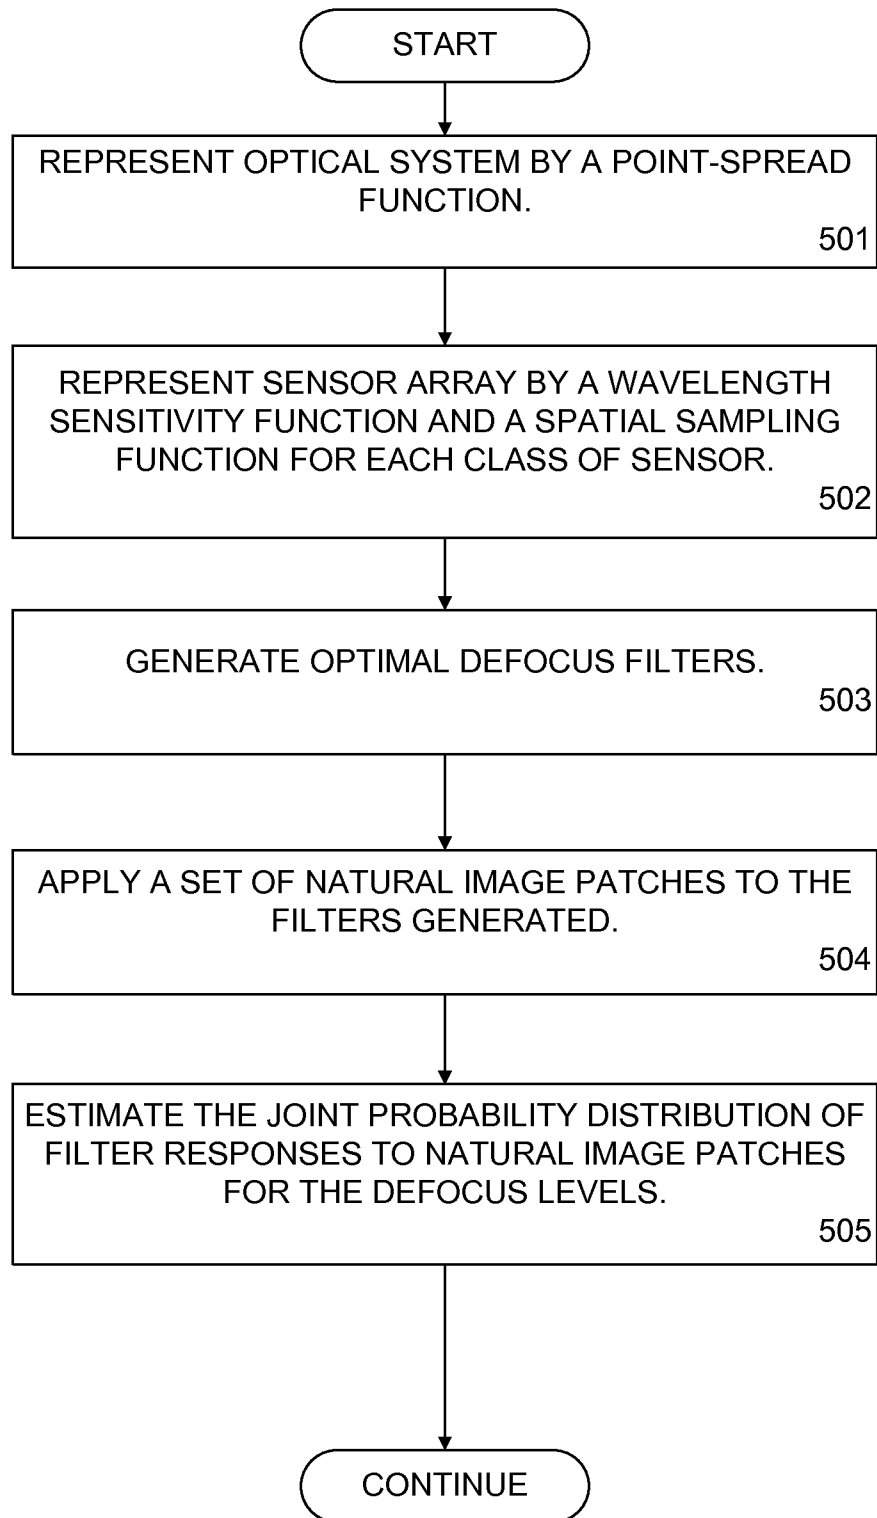 START
REPRESENT OPTICAL SYSTEM BY A POINT-SPREAD
FUNCTION.
501
REPRESENT SENSOR ARRAY BY A WAVELENGTH
SENSITIVITY FUNCTION AND A SPATIAL SAMPLING
FUNCTION FOR EACH CLASS OF SENSOR.
502
GENERATE OPTIMAL DEFOCUS FILTERS.
503
APPLY A SET OF NATURAL IMAGE PATCHES TO THE
FILTERS GENERATED.
504
ESTIMATE THE JOINT PROBABILITY DISTRIBUTION OF
FILTER RESPONSES TO NATURAL IMAGE PATCHES
FOR THE DEFOCUS LEVELS.
505
CONTINUE